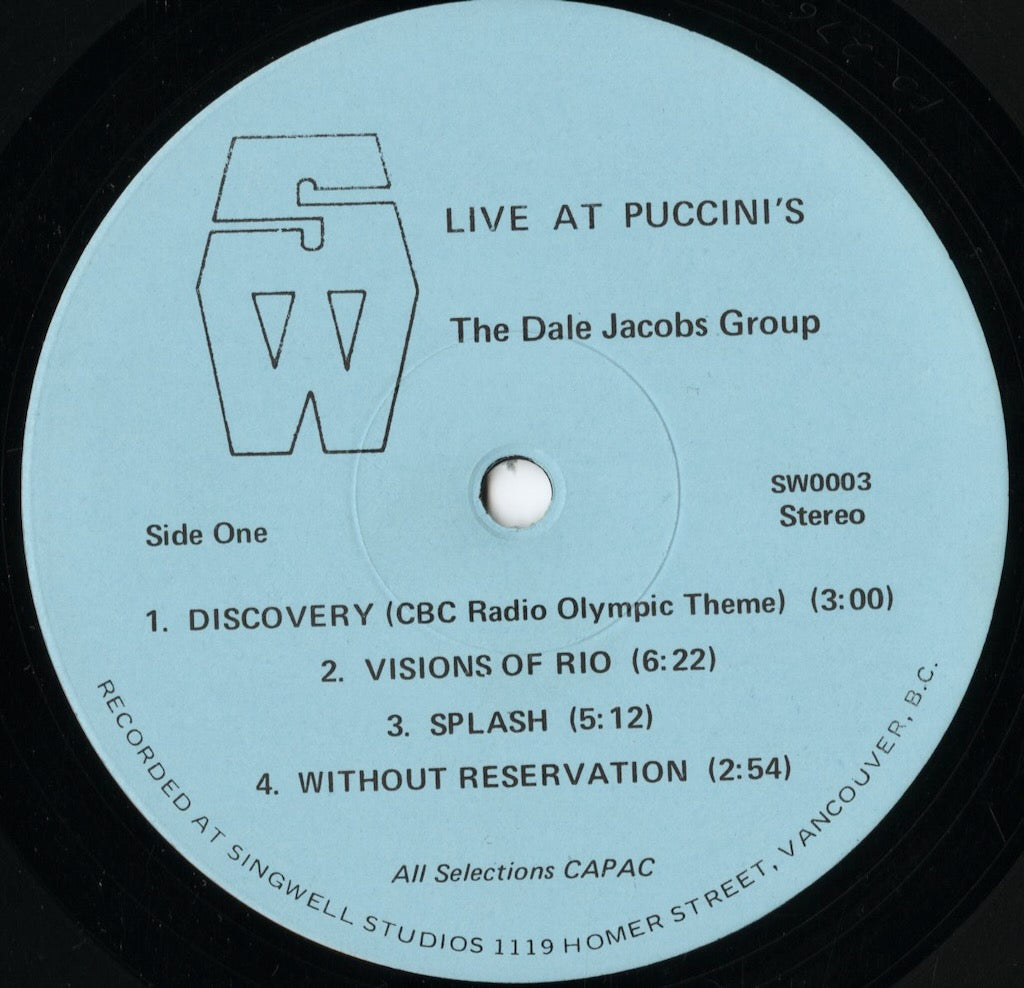 SW
LIVE AT PUCCINI'S
The Dale Jacobs Group
SW0003
Stereo
Side One
1. DISCOVERY (CBC Radio Olympic Theme) (3:00)
2. VISIONS OF RIO (6:22)
3. SPLASH (5:12)
4. WITHOUT RESERVATION (2:54)
All Selections CAPAC
RECORDED AT SINGWELL STUDIOS 1119 HOMER STREET, VANCOUVER, B.C.